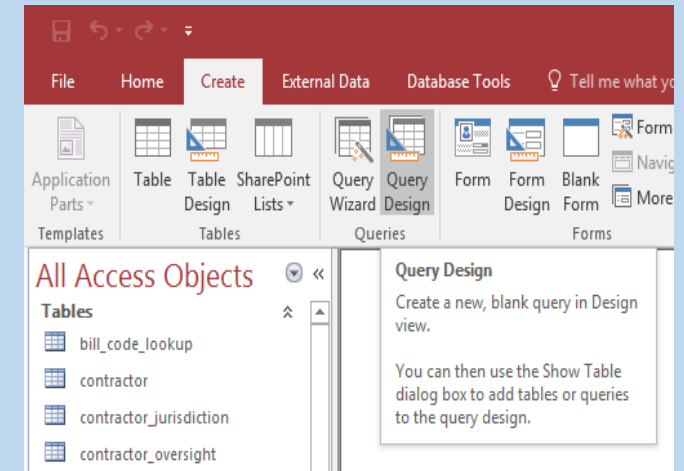 File Home Create External Data Database Tools Tell me what yo
Application Parts
Table
Table Design
SharePoint Lists
Query Wizard
Query Design
Form
Form Design
Blank Form
Form
Navig
More
Templates Tables Queries Forms
All Access Objects «
Tables
bill_code_lookup
contractor
contractor_jurisdiction
contractor_oversight
Query Design
Create a new, blank query in Design
view.
You can then use the Show Table
dialog box to add tables or queries
to the query design.